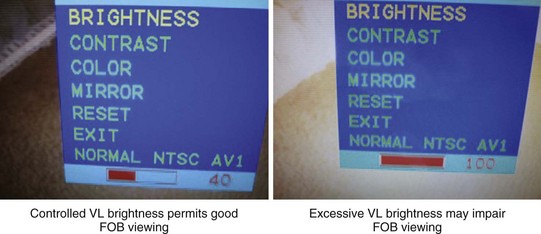 BRIGHTNESS
CONTRAST
COLOR
MIRROR
RESET
EXIT
NORMAL NTSC AV1
40
Controlled VL brightness permits good
FOB viewing
BRIGHTNESS
CONTRAST
COLOR
MIRROR
RESET
EXIT
NORMAL NTSC AV1
100
Excessive VL brightness may impair
FOB viewing